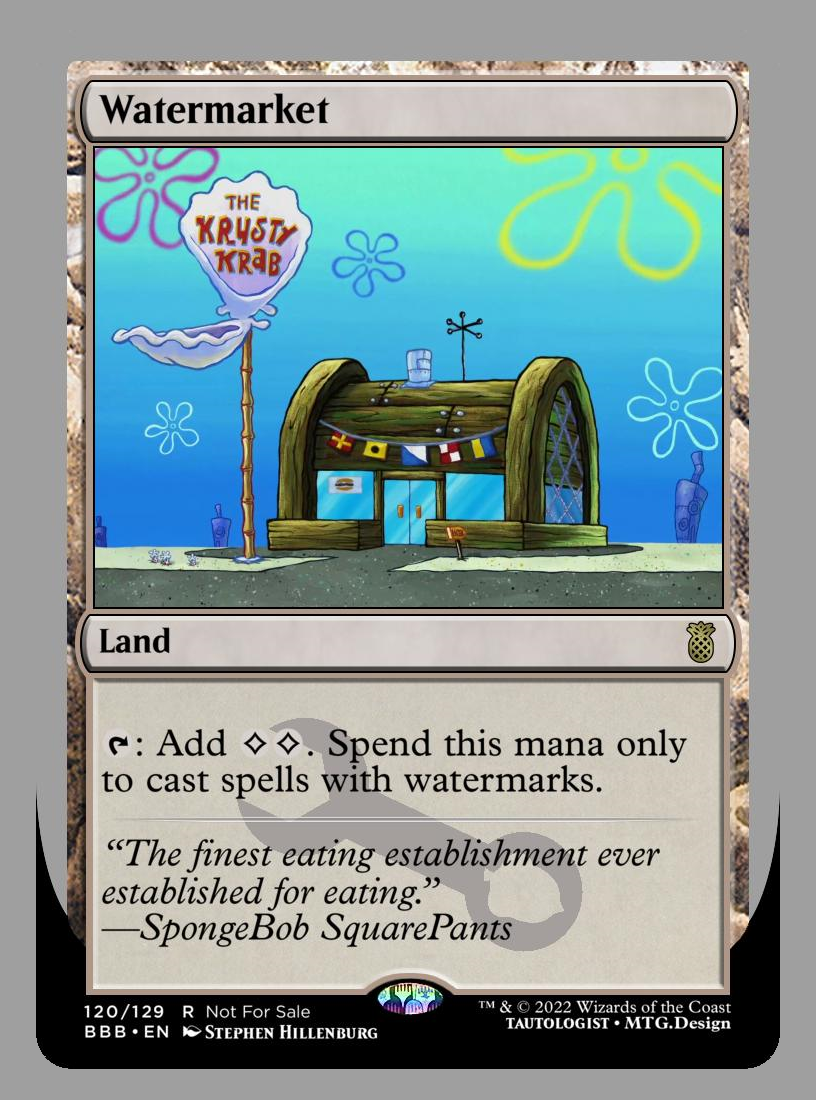 Watermarket
THE
KRUSTY
KRAB
Land
: Add . Spend this mana only
to cast spells with watermarks.
“The finest eating establishment ever
established for eating.”
—SpongeBob SquarePants
120/129 R Not For Sale
BBB • EN STEPHEN HILLENBURG
™ & © 2022 Wizards of the Coast
TAUTOLOGIST • MTG.Design